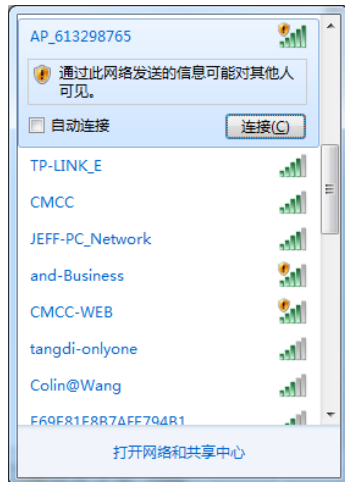 AP_613298765
通过此网络发送的信息可能对其他人
可见。
自动连接
连接(C)
TP-LINK_E
CMCC
JEFF-PC_Network
and-Business
CMCC-WEB
tangdi-onlyone
Colin@Wang
E69E81E8B7AFE794B1
打开网络和共享中心